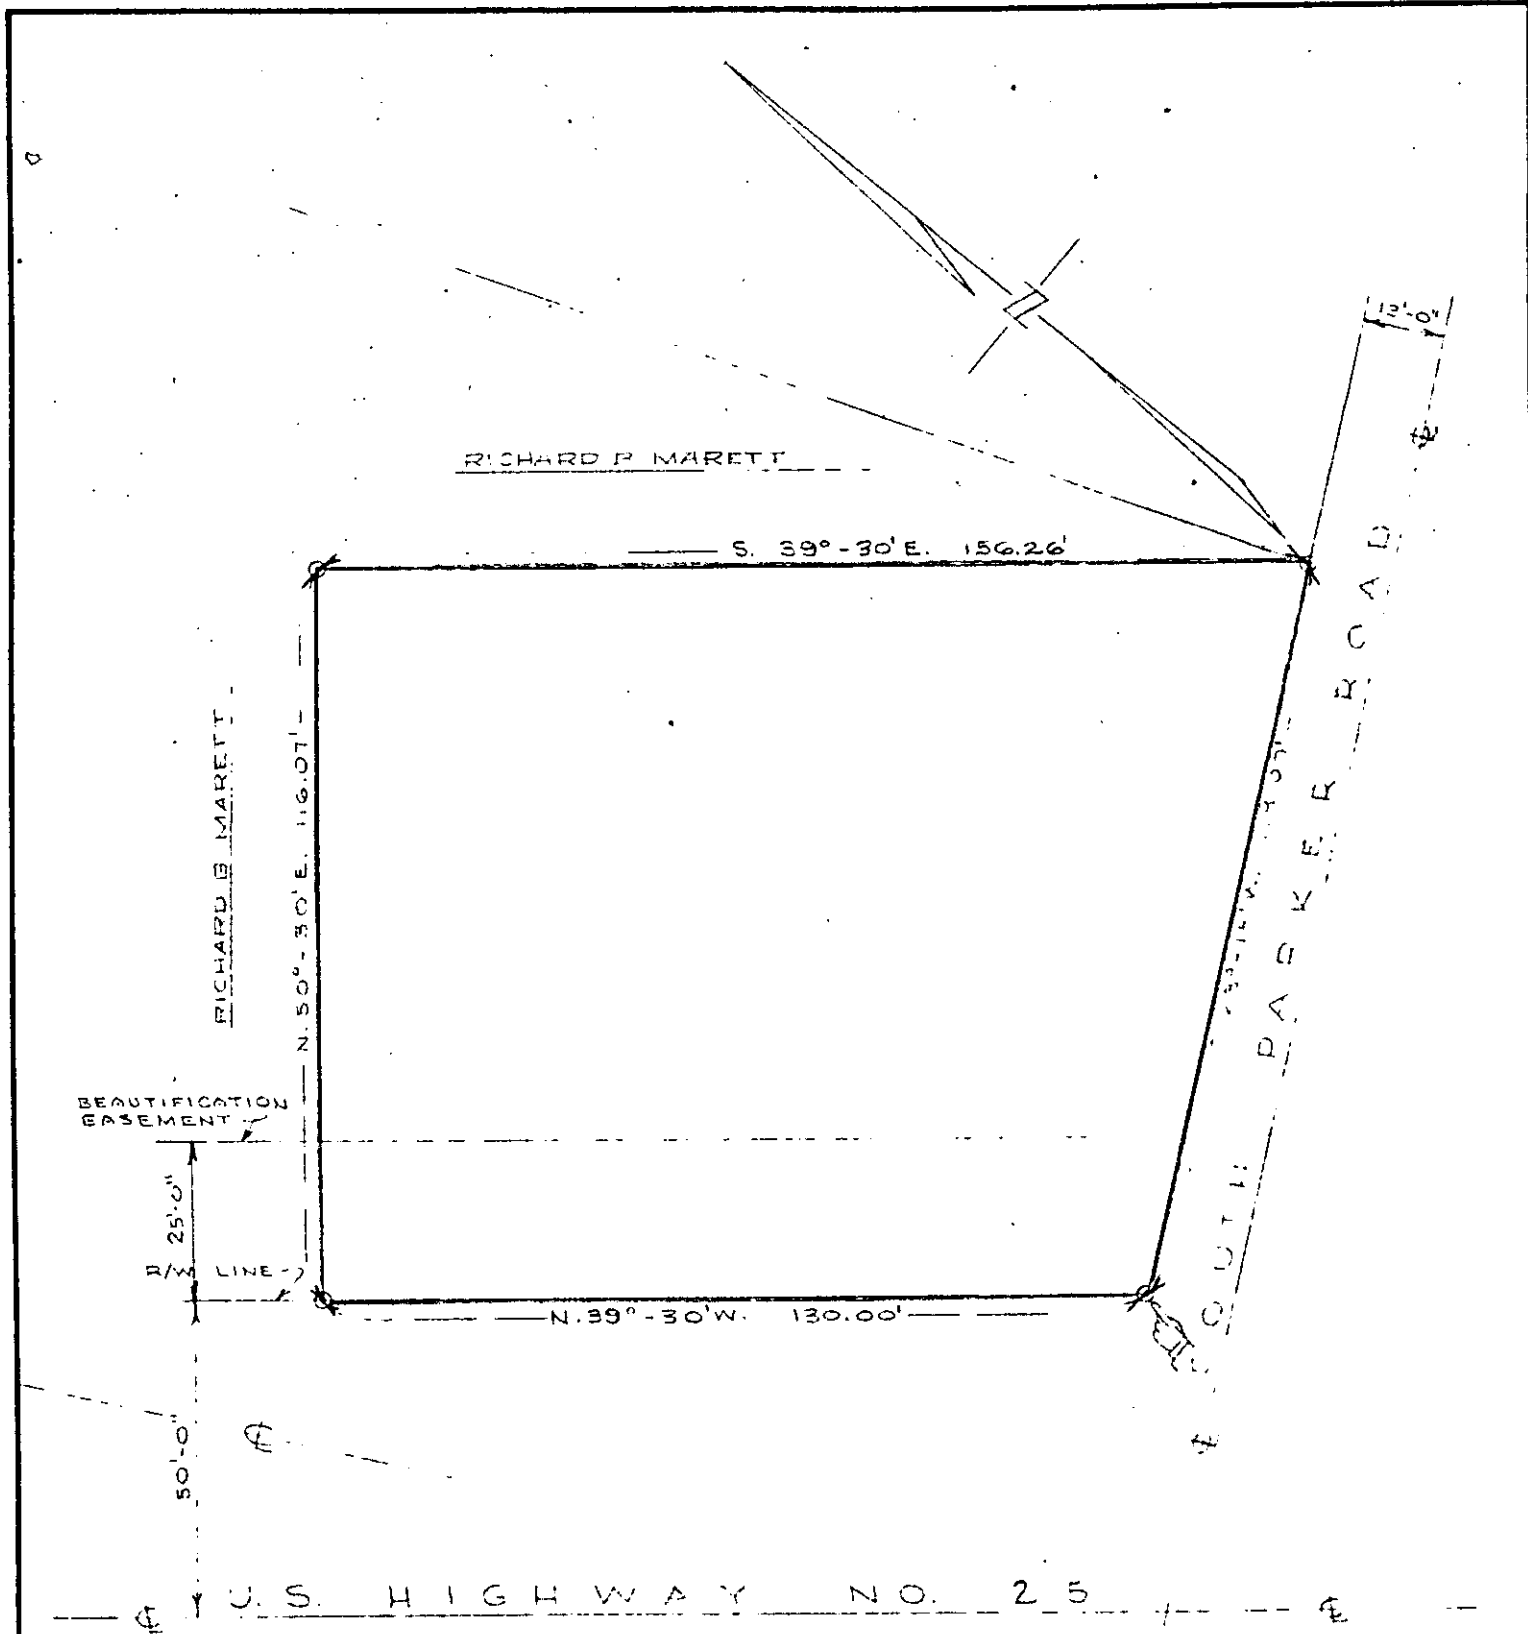 12'-0"
RICHARD B MARETT
S. 39°-30'E. 156.26'
RICHARD B MARETT
N. 50°-30'E. 116.07'
PARKER ROAD
BEAUTIFICATION
EASEMENT
25'-0"
R/W LINE
N. 39°-30'W. 130.00'
50'-0"
U.S. HIGHWAY NO. 25